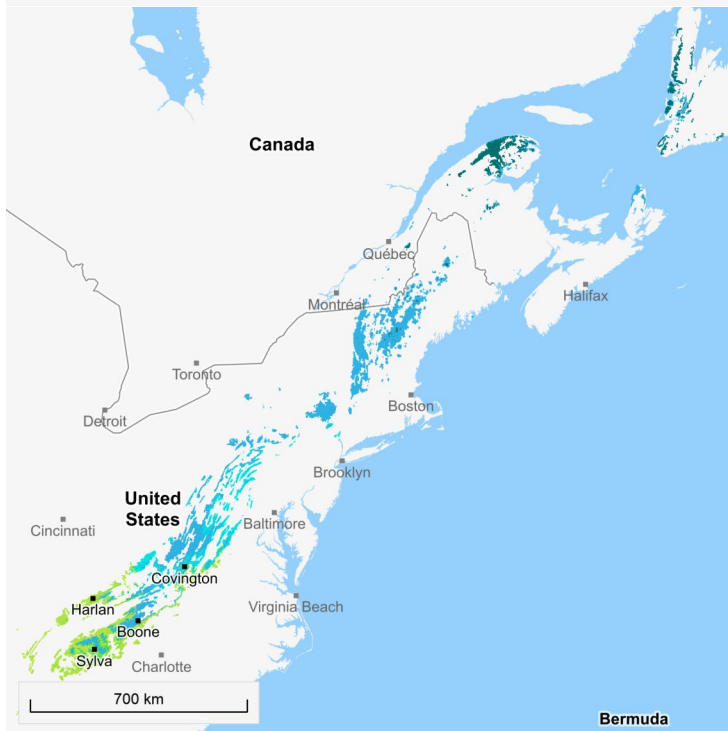 Canada
Québec
Montréal
Halifax
Toronto
Boston
Detroit
Brooklyn
United
States
Baltimore
Cincinnati
Covington
Harlan
Virginia Beach
Boone
Sylva
Charlotte
700 km
Bermuda